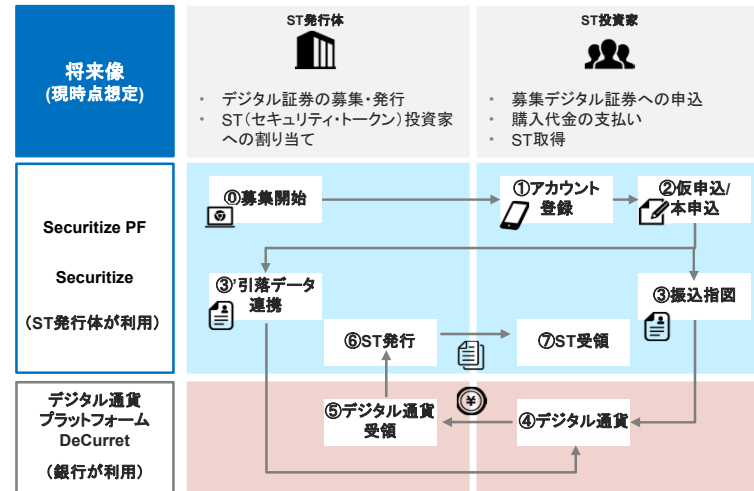 将来像
(現時点想定)
ST発行体
・ デジタル証券の募集・発行
・ ST(セキュリティ・トークン)投資家
への割り当て
ST投資家
・ 募集デジタル証券への申込
・ 購入代金の支払い
・ ST取得
Securitize PF
Securitize
(ST発行体が利用)
⓪募集開始
①アカウント
登録
②仮申込/
本申込
③'引落データ
連携
③振込指図
⑥ST発行
⑦ST受領
デジタル通貨
プラットフォーム
DeCurret
(銀行が利用)
⑤デジタル通貨
受領
¥
④デジタル通貨